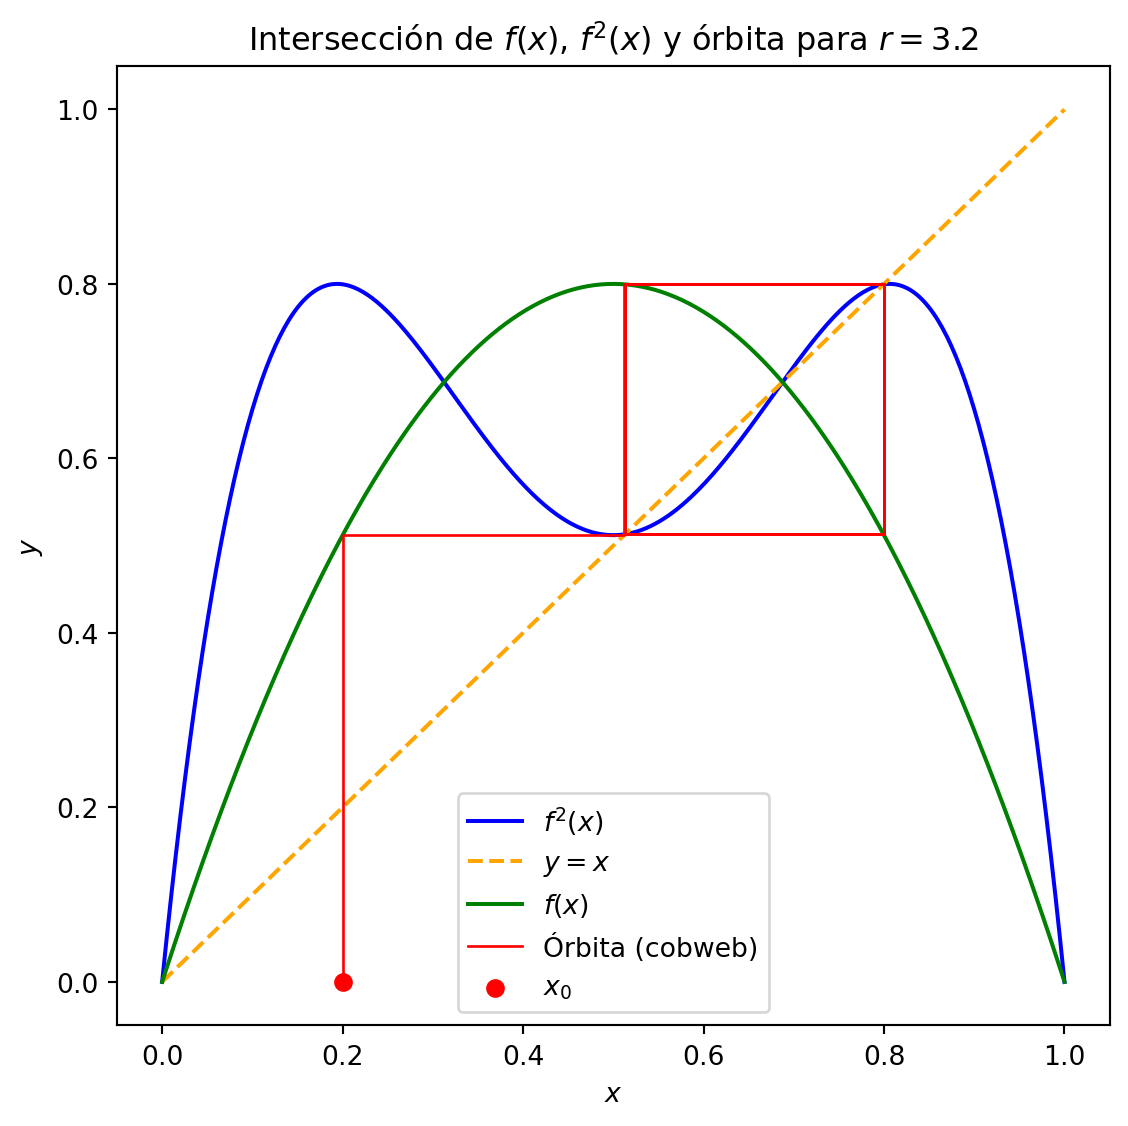 Intersección de f(x), f²(x) y órbita para r = 3.2
1.0
0.8
0.6
0.4
0.2
0.0
y
f²(x)
y = x
f(x)
Órbita (cobweb)
x₀
0.0 0.2 0.4 0.6 0.8 1.0
x